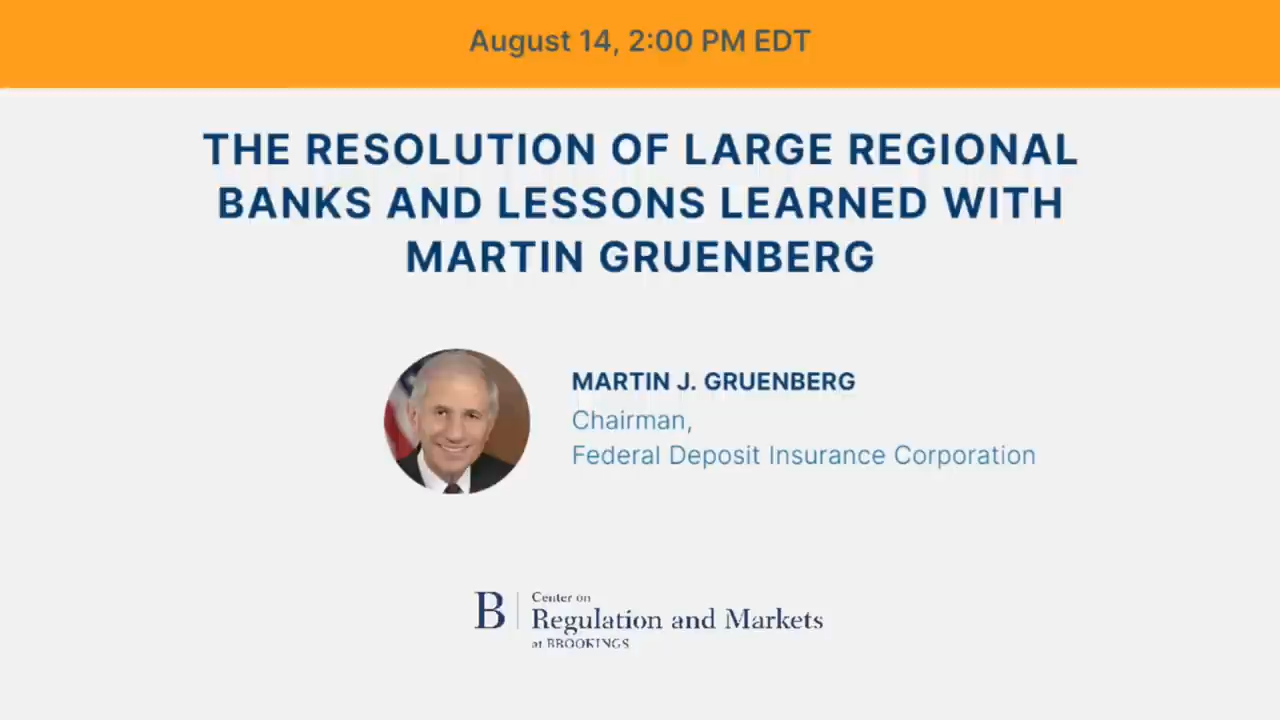 August 14, 2:00 PM EDT
THE RESOLUTION OF LARGE REGIONAL
BANKS AND LESSONS LEARNED WITH
MARTIN GRUENBERG
MARTIN J. GRUENBERG
Chairman,
Federal Deposit Insurance Corporation
B
Center on
Regulation and Markets
at BROOKINGS